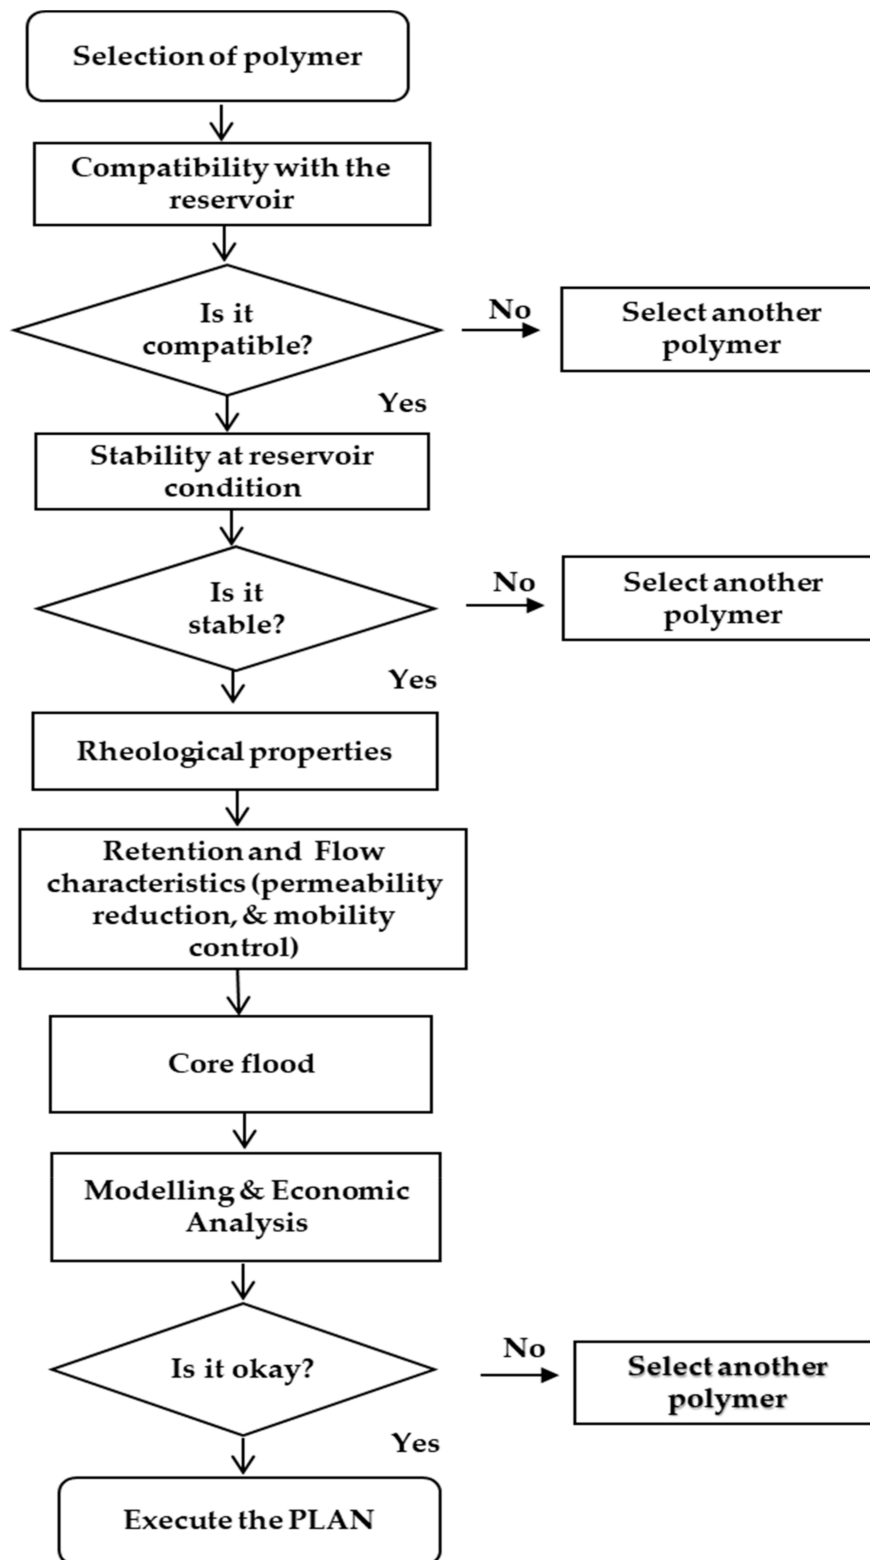 Selection of polymer
Compatibility with the
reservoir
Is it
compatible?
No
Select another
polymer
Yes
Stability at reservoir
condition
Is it
stable?
No
Select another
polymer
Yes
Rheological properties
Retention and Flow
characteristics (permeability
reduction, & mobility
control)
Core flood
Modelling & Economic
Analysis
Is it okay?
No
Select another
polymer
Yes
Execute the PLAN